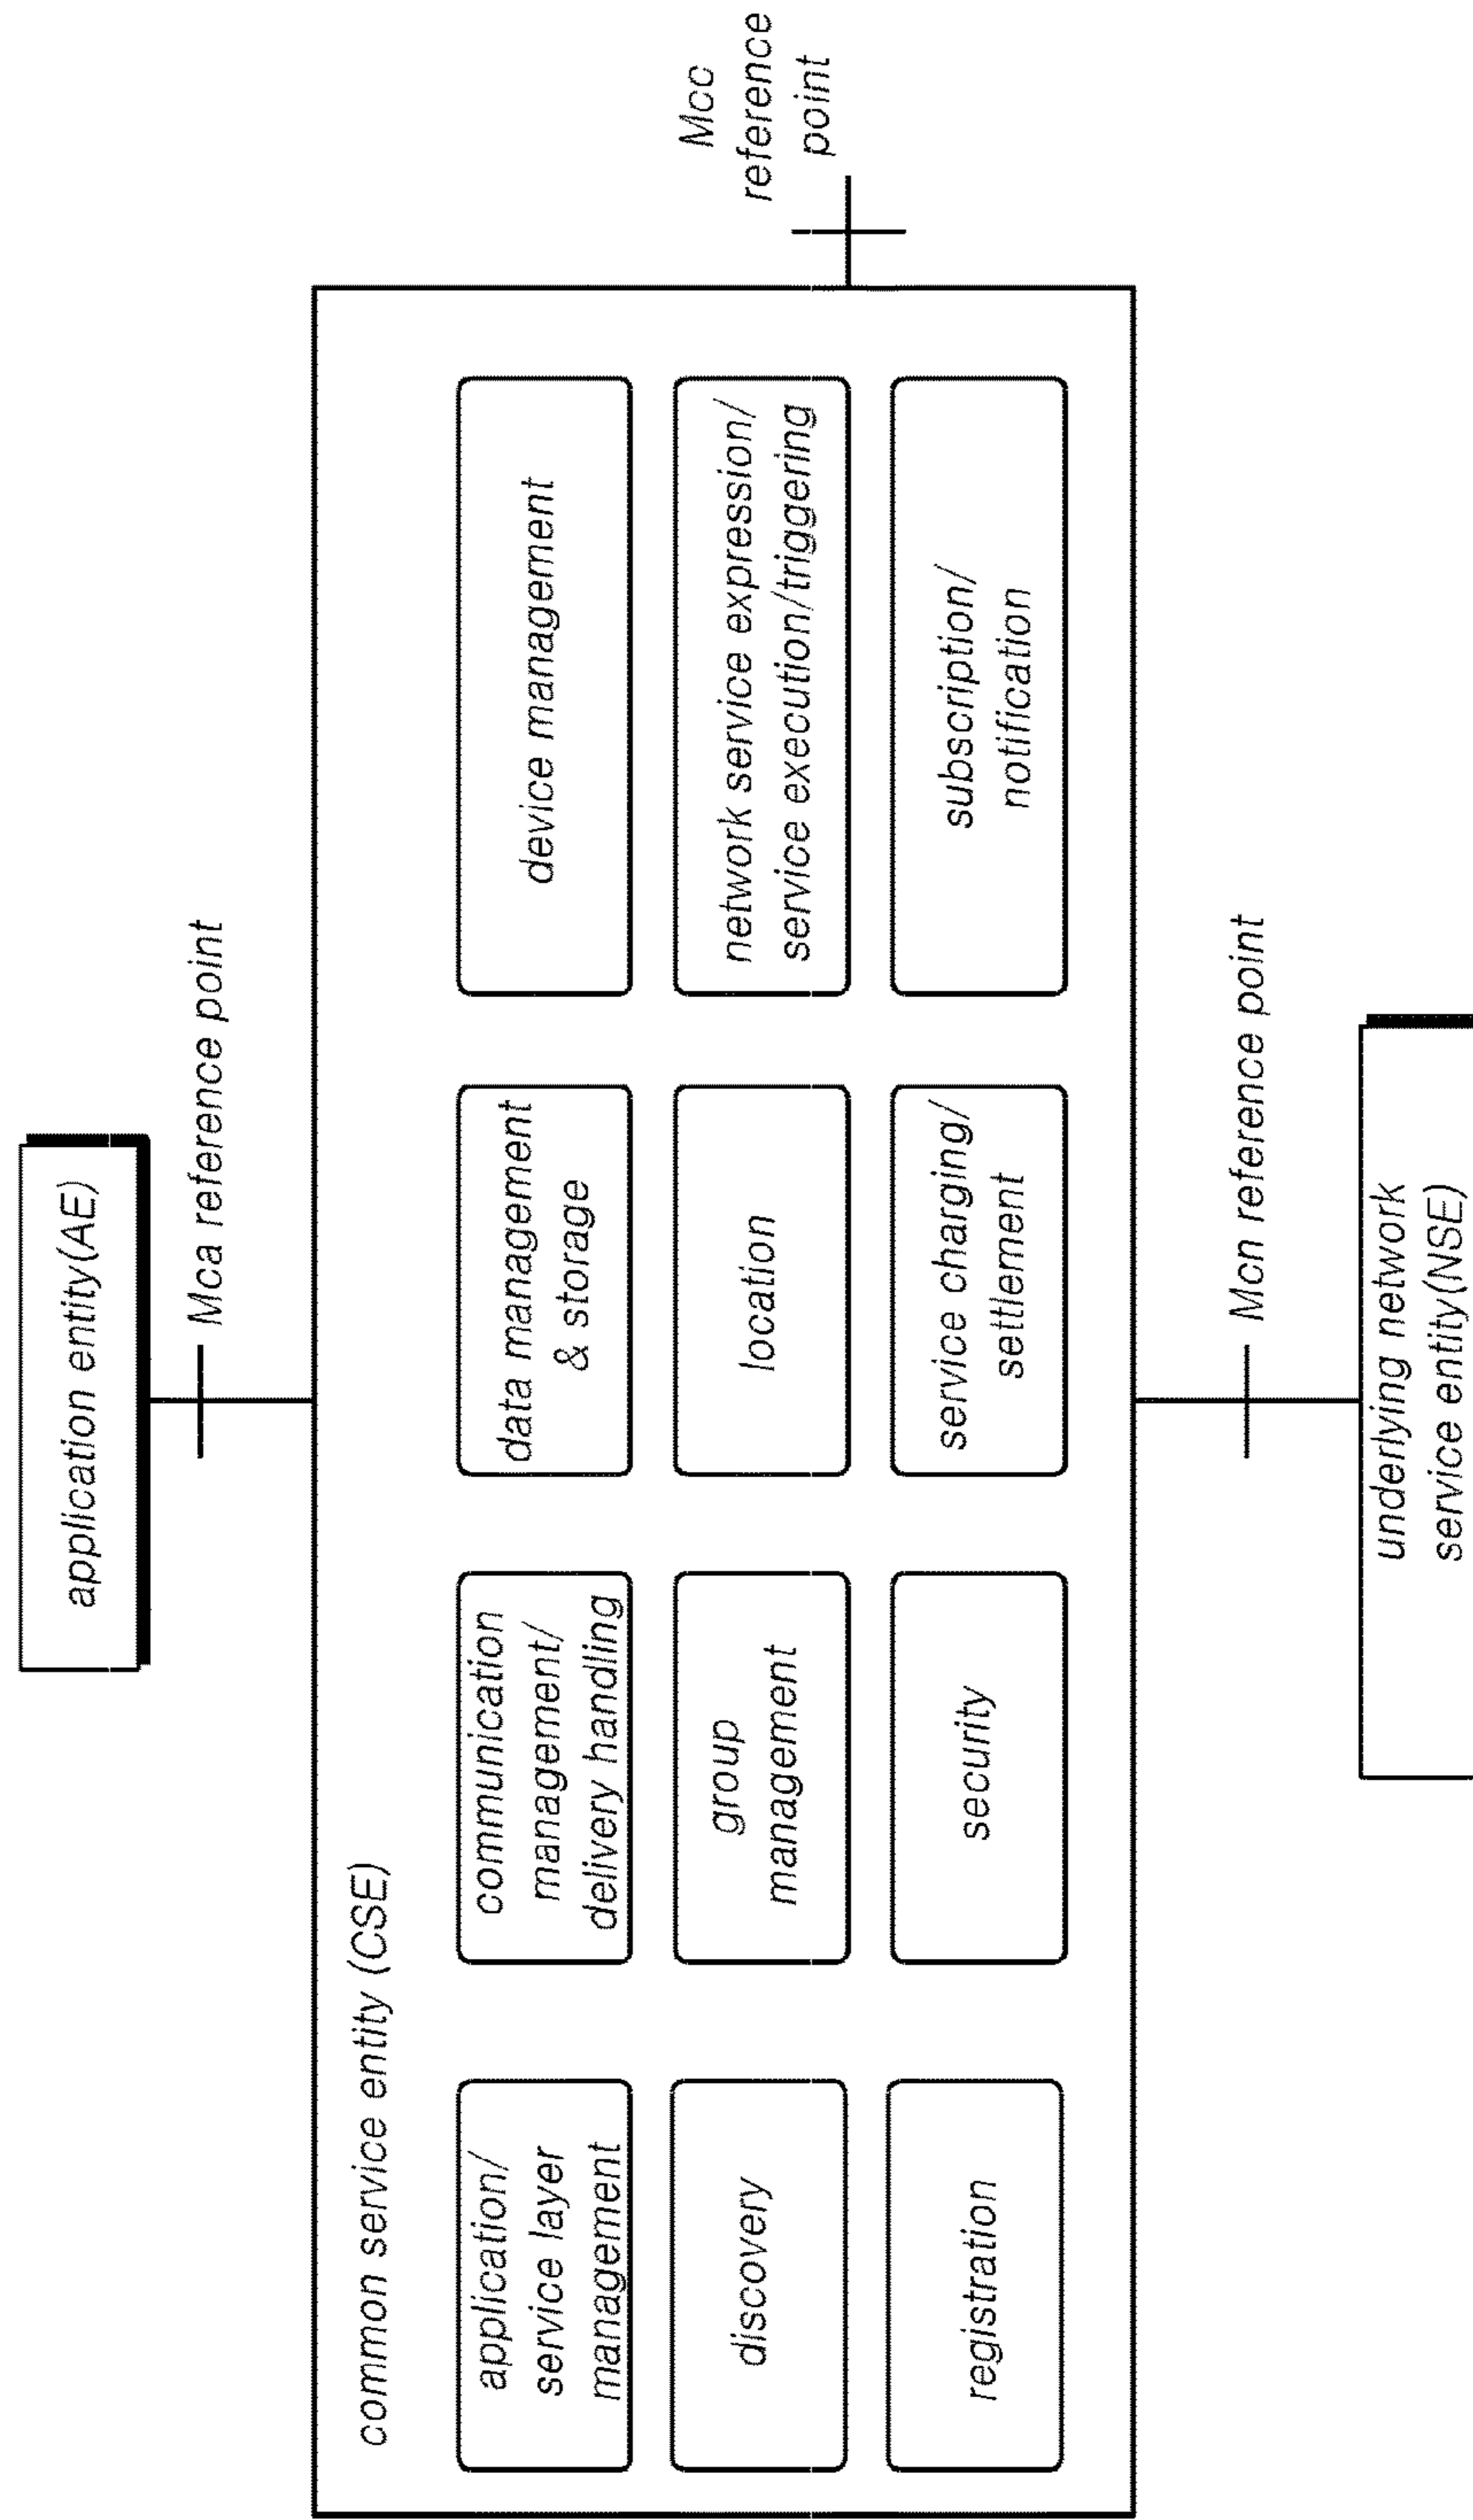 application entity(AE)
Mca reference point
common service entity (CSE)
application/
service layer
management
communication
management/
delivery handling
data management
& storage
device management
discovery
group
management
location
network service expression/
service execution/triggering
registration
security
service charging/
settlement
subscription/
notification
Mcc
reference
point
Mcn reference point
underlying network
service entity(NSE)